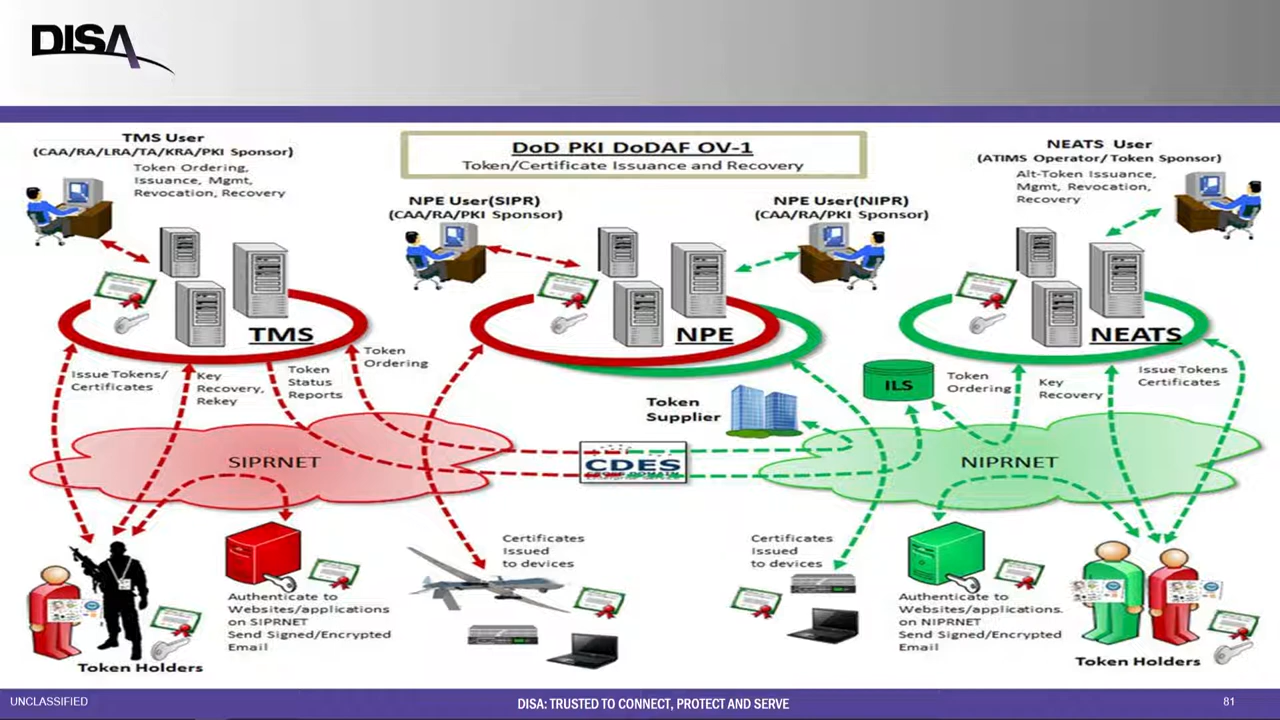 DISA
TMS User
(CAA/RA/LRA/TA/KRA/PKI Sponsor)
Token Ordering,
Issuance, Mgmt,
Revocation, Recovery
DoD PKI DoDAF OV-1
Token/Certificate Issuance and Recovery
NEATS User
(ATIMS Operator/ Token Sponsor)
Alt-Token Issuance,
Mgmt, Revocation,
Recovery
NPE User(SIPR)
(CAA/RA/PKI Sponsor)
NPE User(NIPR)
(CAA/RA/PKI Sponsor)
TMS
NPE
NEATS
Issue Tokens/
Certificates
Key
Recovery,
Rekey
Token
Status
Reports
Token
Ordering
Token
Supplier
ILS
Token
Ordering
Key
Recovery
Issue Tokens
Certificates
SIPRNET
CDES
CROSS DOMAIN
NIPRNET
Certificates
Issued
to devices
Certificates
Issued
to devices
Authenticate to
Websites/applications
on SIPRNET
Send Signed/Encrypted
Email
Authenticate to
Websites/applications.
on NIPRNET
Send Signed/Encrypted
Email
Token Holders
Token Holders
UNCLASSIFIED
DISA: TRUSTED TO CONNECT, PROTECT AND SERVE
81